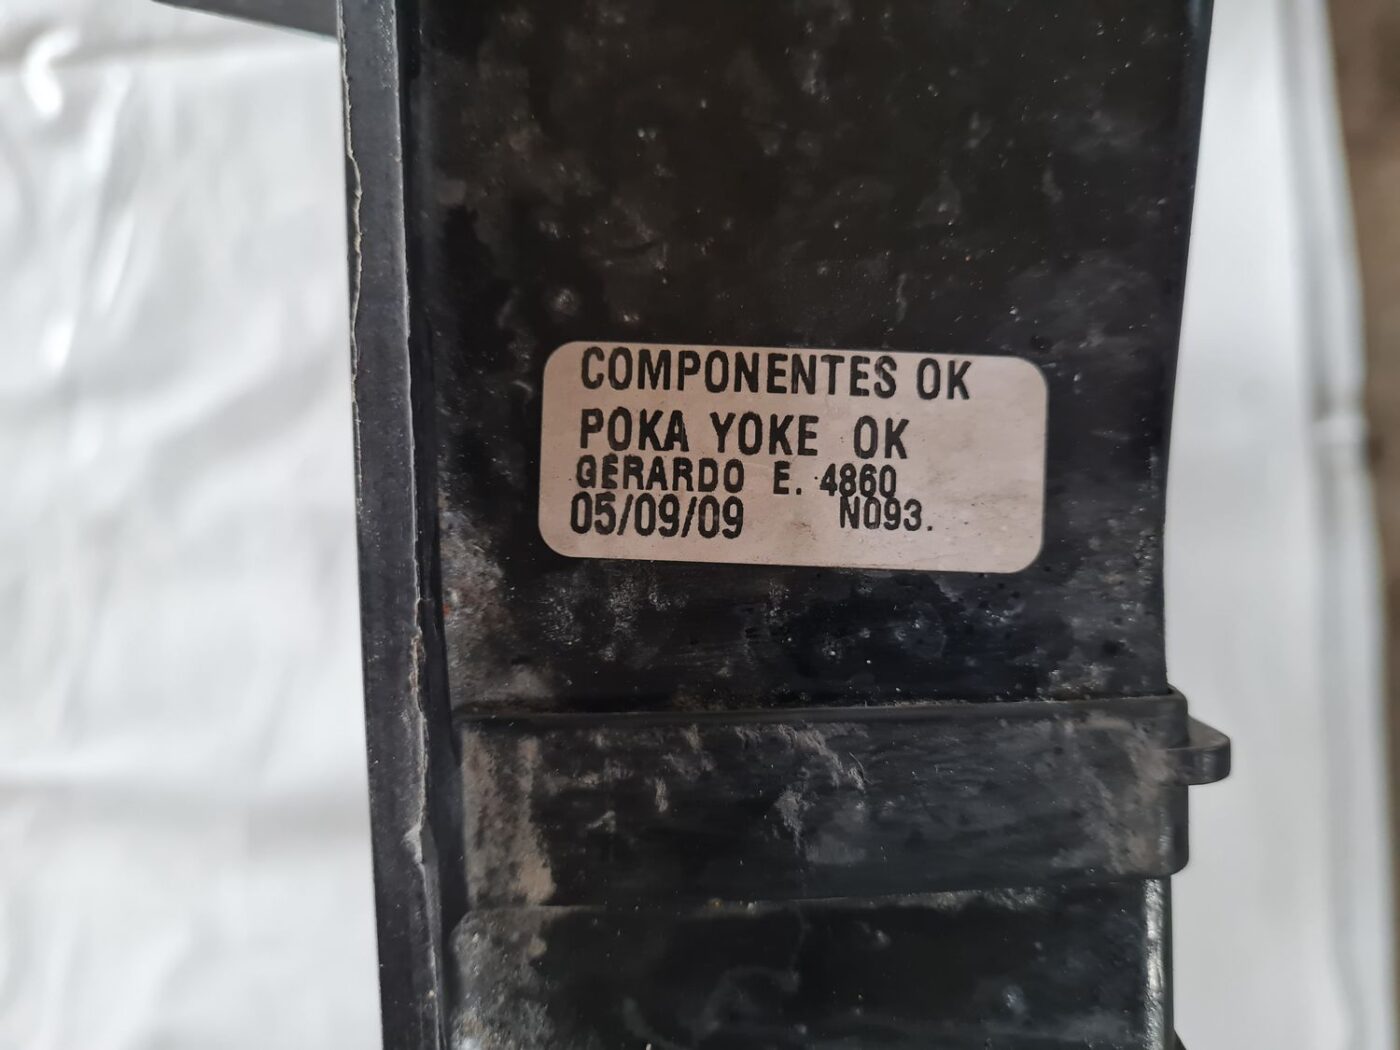 COMPONENTES OK
POKA YOKE OK
GERARDO E. 4860
05/09/09 N093.